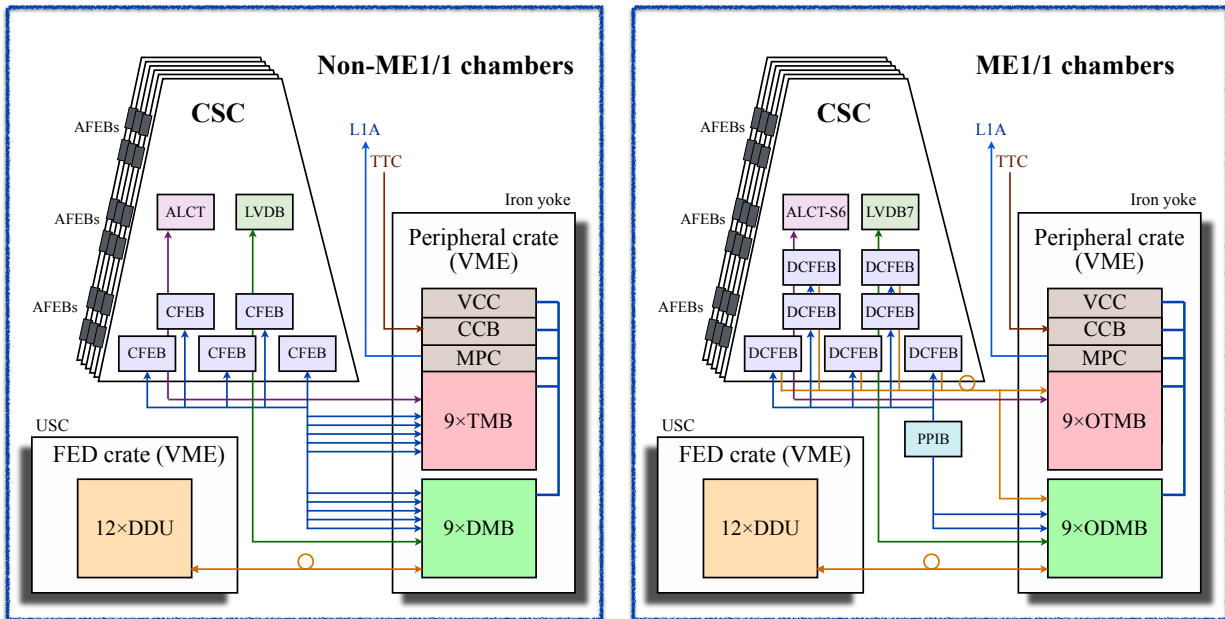 Non-ME1/1 chambers
CSC
AFEBs
L1A
TTC
AFEBs
ALCT
LVDB
Iron yoke
Peripheral crate
(VME)
AFEBs
CFEB
CFEB
VCC
CCB
CFEB
CFEB
CFEB
MPC
9×TMB
USC
FED crate (VME)
12×DDU
9×DMB
ME1/1 chambers
CSC
AFEBs
L1A
TTC
AFEBs
ALCT-S6
LVDB7
Iron yoke
Peripheral crate
(VME)
DCFEB
DCFEB
AFEBs
DCFEB
DCFEB
VCC
CCB
DCFEB
DCFEB
DCFEB
MPC
9×OTMB
PPIB
USC
FED crate (VME)
12×DDU
9×ODMB